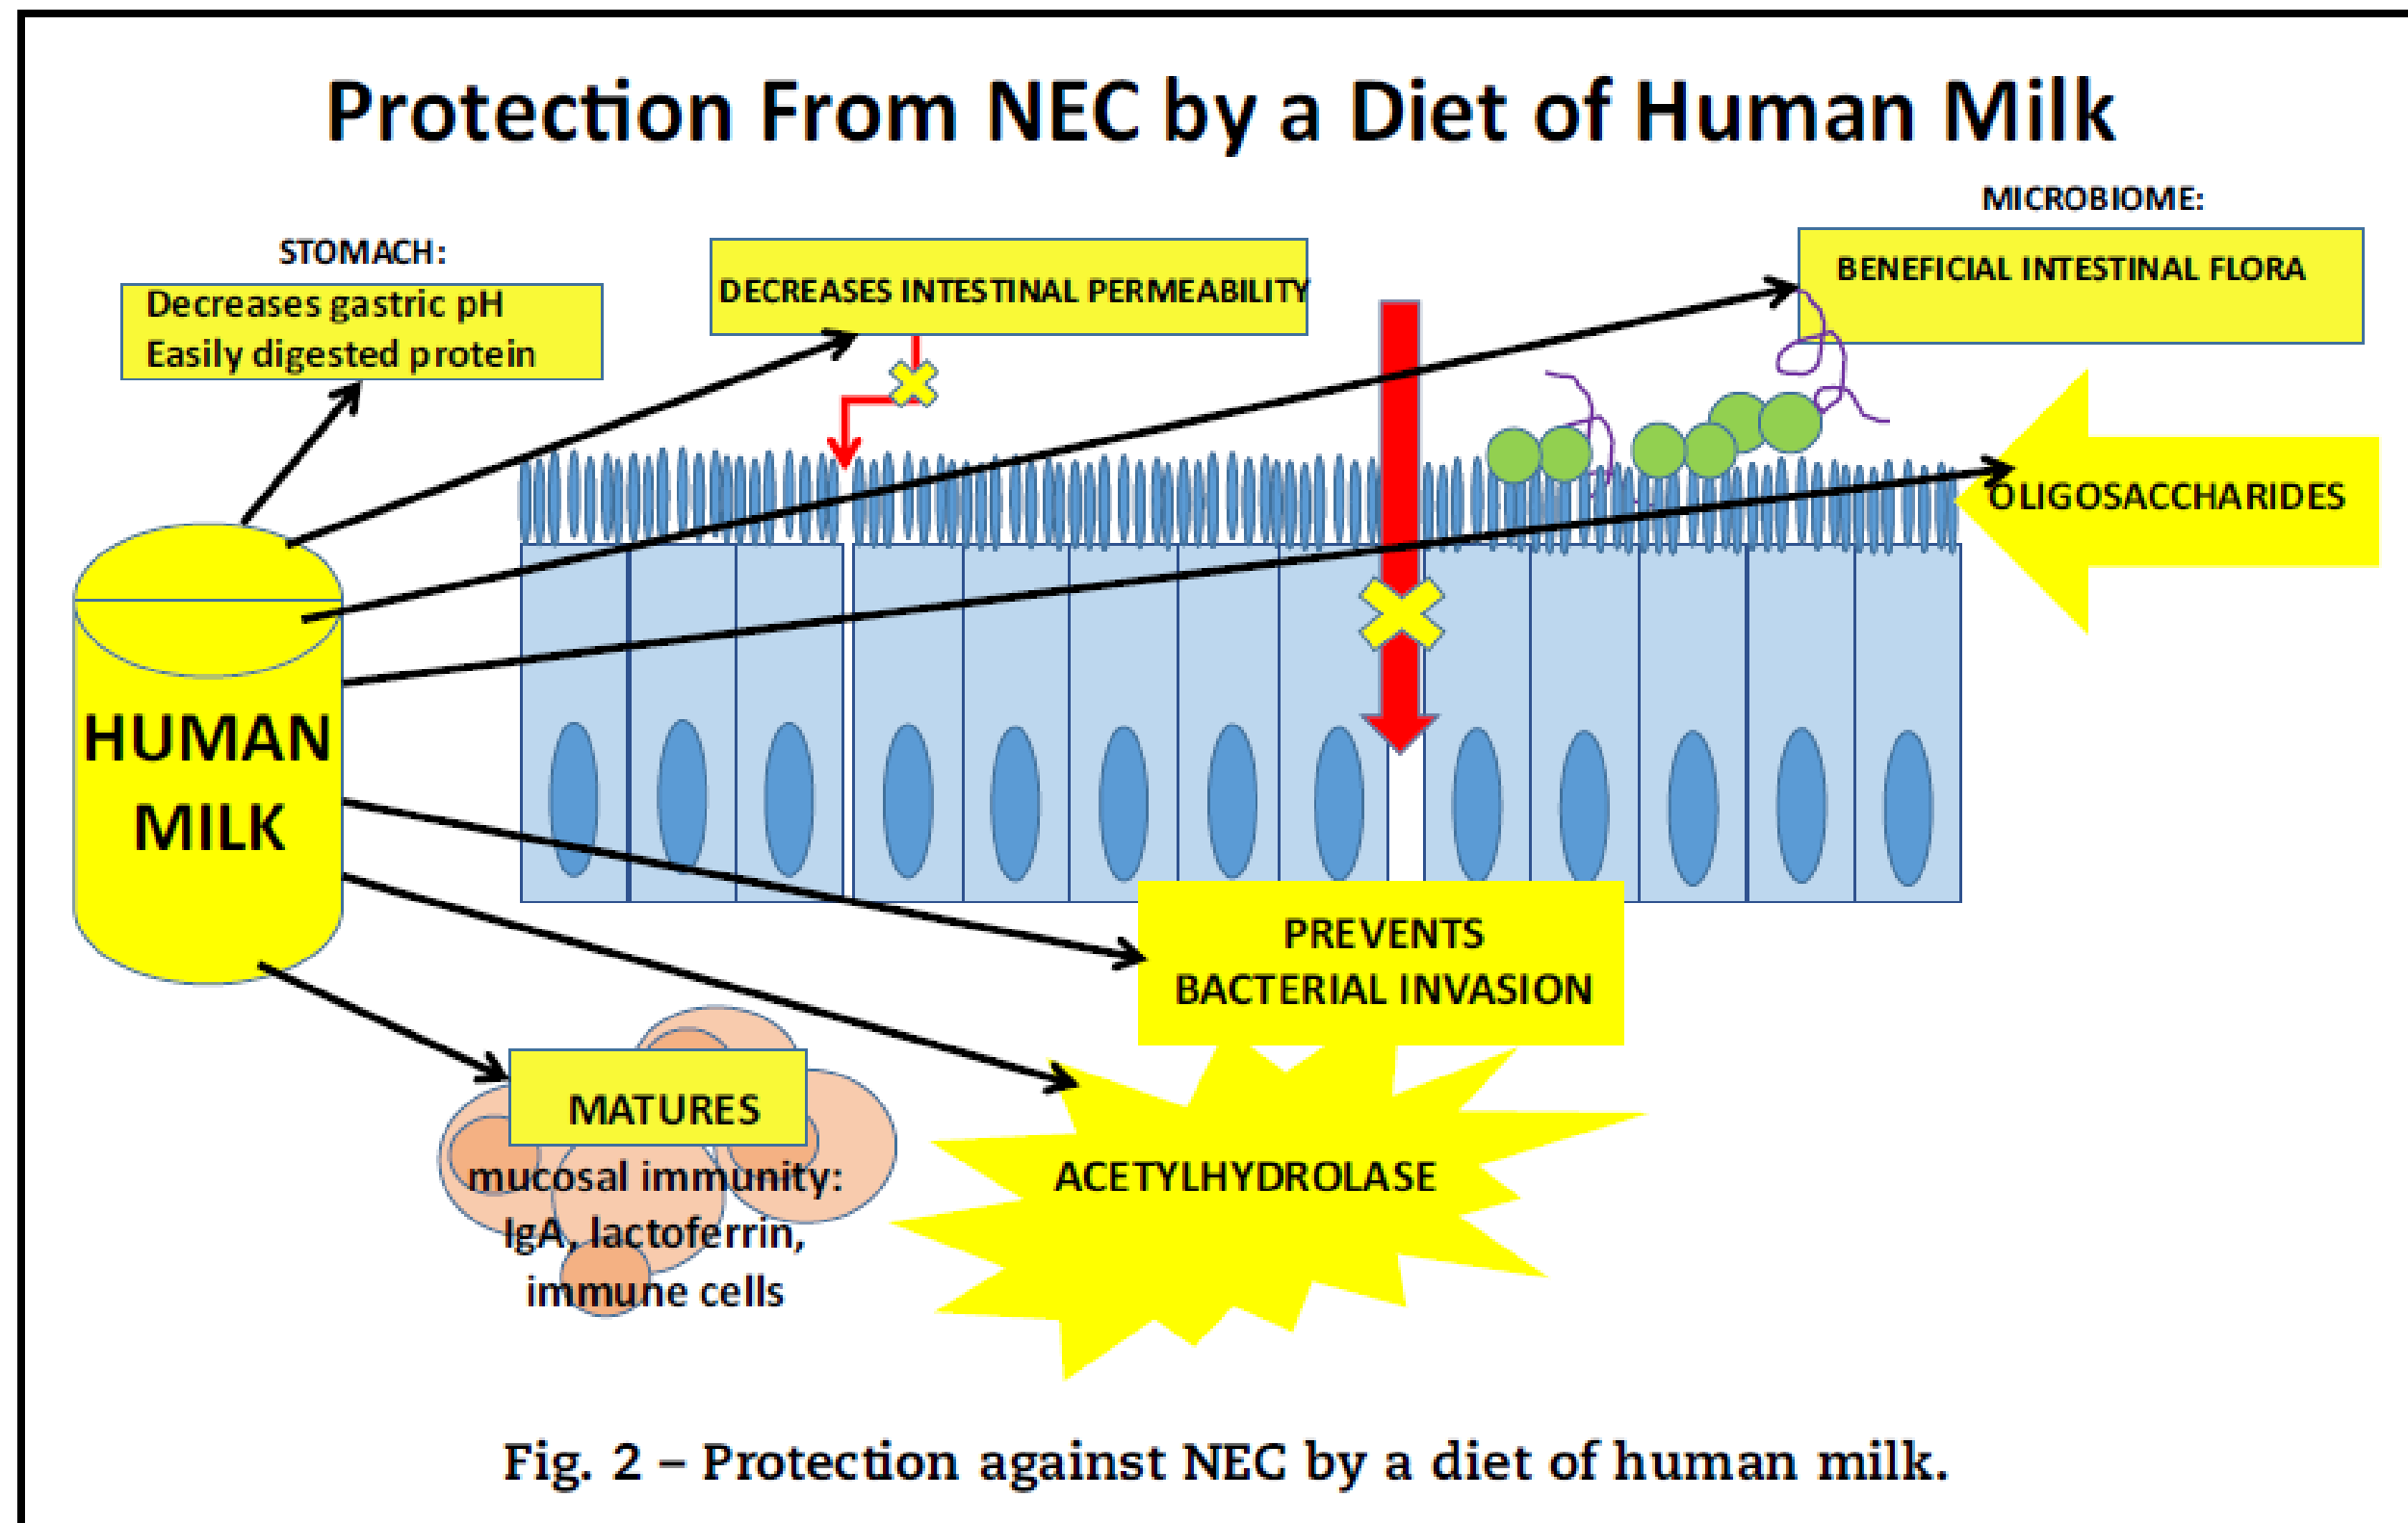 Protection From NEC by a Diet of Human Milk
STOMACH:
Decreases gastric pH
Easily digested protein
DECREASES INTESTINAL PERMEABILITY
MICROBIOME:
BENEFICIAL INTESTINAL FLORA
OLIGOSACCHARIDES
HUMAN
MILK
PREVENTS
BACTERIAL INVASION
MATURES
mucosal immunity:
IgA, lactoferrin,
immune cells
ACETYLHYDROLASE
Fig. 2 – Protection against NEC by a diet of human milk.